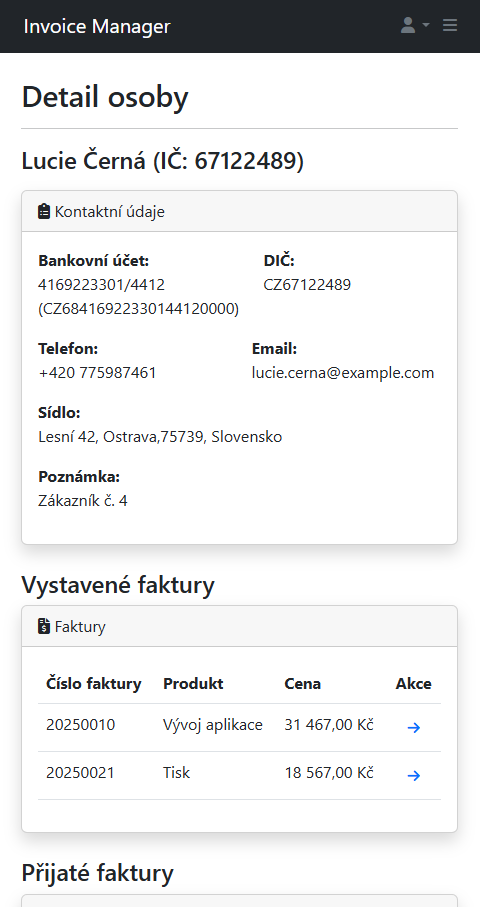 Invoice Manager
Detail osoby
Lucie Černá (IČ: 67122489)
Kontaktní údaje
Bankovní účet:
4169223301/4412
(CZ68416922330144120000)
DIČ:
CZ67122489
Telefon:
+420 775987461
Email:
lucie.cerna@example.com
Sídlo:
Lesní 42, Ostrava,75739, Slovensko
Poznámka:
Zákazník č. 4
Vystavené faktury
Faktury
Číslo faktury Produkt Cena Akce
20250010 Vývoj aplikace 31 467,00 Kč
20250021 Tisk 18 567,00 Kč
Přijaté faktury